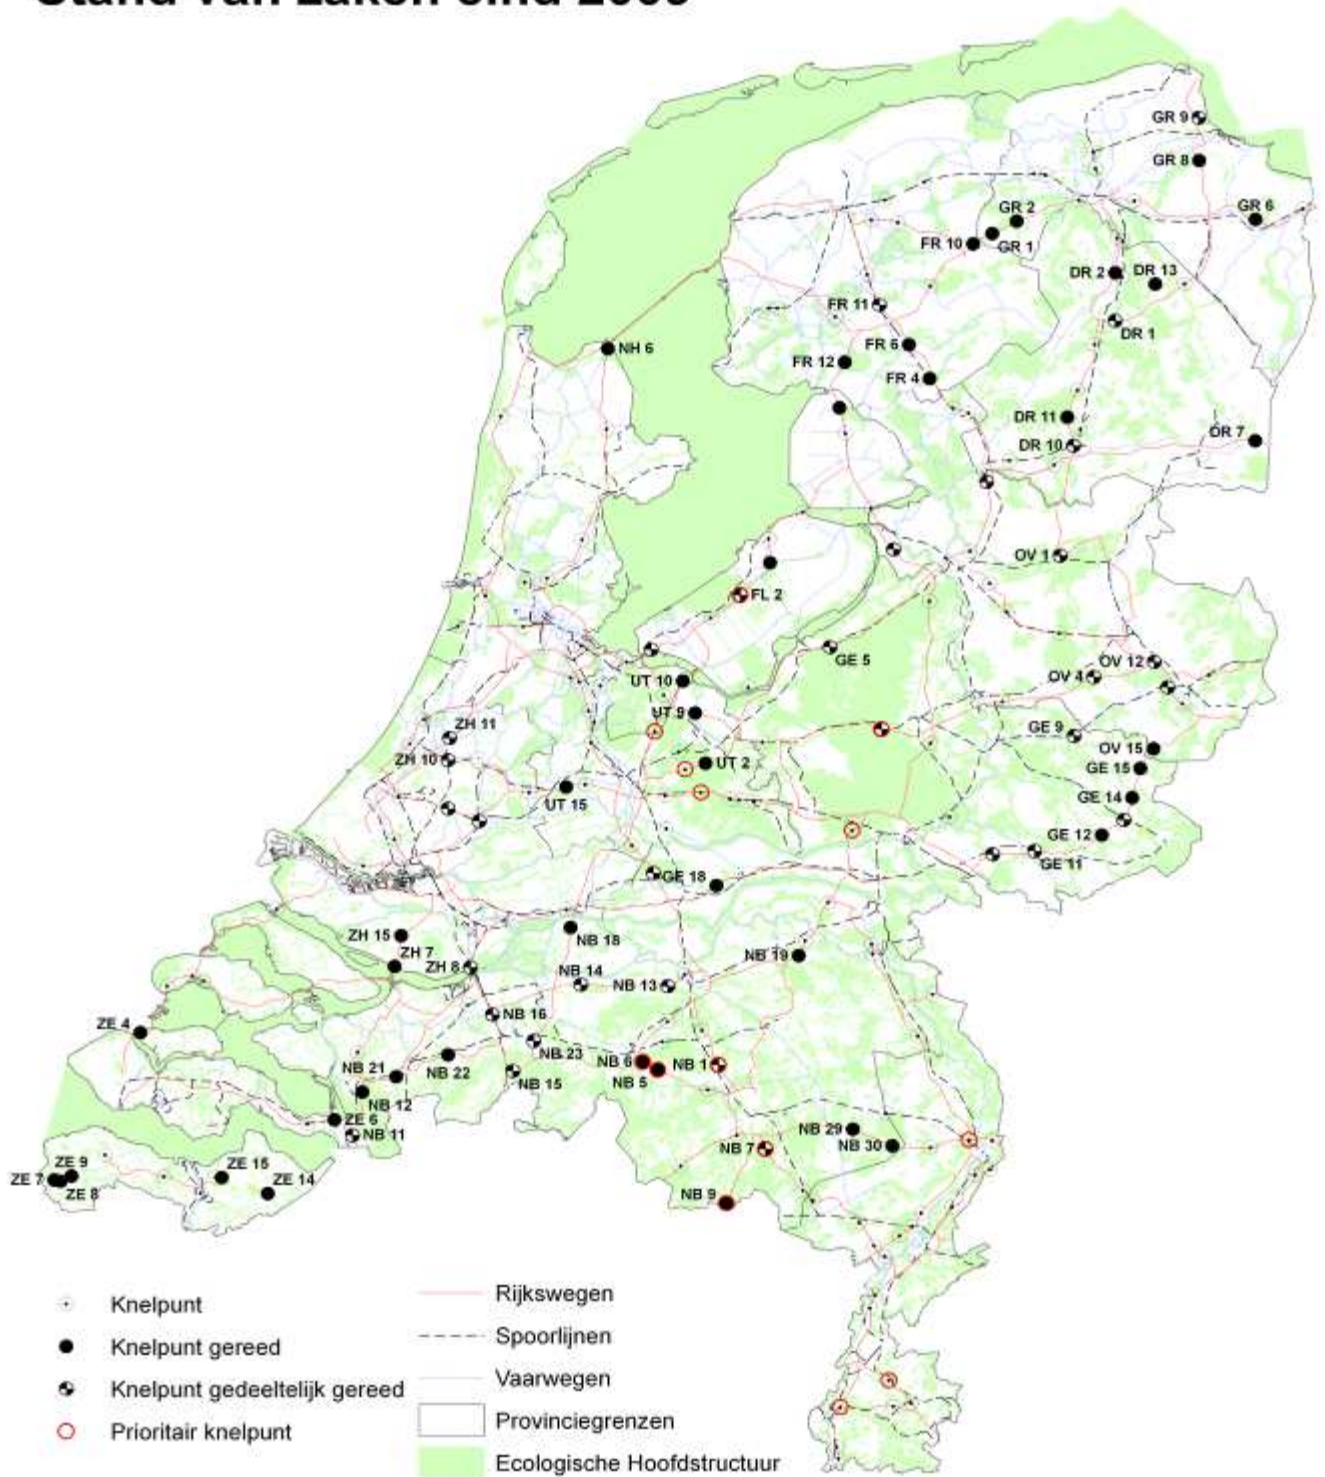 GR 9
GR 8
GR 2
GR 6
FR 10
GR 1
DR 2
DR 13
FR 11
DR 1
NH 6
FR 6
FR 12
FR 4
DR 11
DR 7
DR 10
OV 1
FL 2
GE 5
OV 12
UT 10
OV 4
UT 9
ZH 11
GE 9
OV 15
ZH 10
UT 2
GE 15
UT 15
GE 14
GE 12
GE 11
GE 18
ZH 15
NB 18
ZH 7
NB 19
ZH 8
NB 14
NB 13
NB 16
ZE 4
NB 23
NB 6
NB 1
NB 21
NB 22
NB 5
NB 15
NB 12
ZE 6
NB 11
NB 29
NB 30
NB 7
ZE 9
ZE 15
ZE 7
ZE 8
ZE 14
NB 9
Knelpunt
Knelpunt gereed
Knelpunt gedeeltelijk gereed
Prioritair knelpunt
Rijkswegen
Spoorlijnen
Vaarwegen
Provinciegrenzen
Ecologische Hoofdstructuur